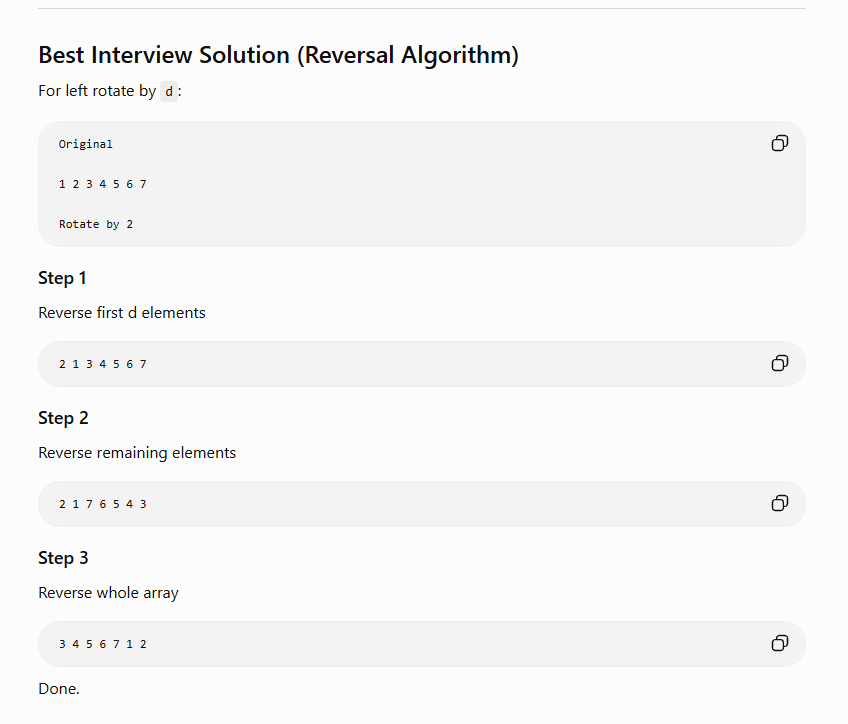 Best Interview Solution (Reversal Algorithm)
For left rotate by d:
Original
1 2 3 4 5 6 7
Rotate by 2
Step 1
Reverse first d elements
2 1 3 4 5 6 7
Step 2
Reverse remaining elements
2 1 7 6 5 4 3
Step 3
Reverse whole array
3 4 5 6 7 1 2
Done.